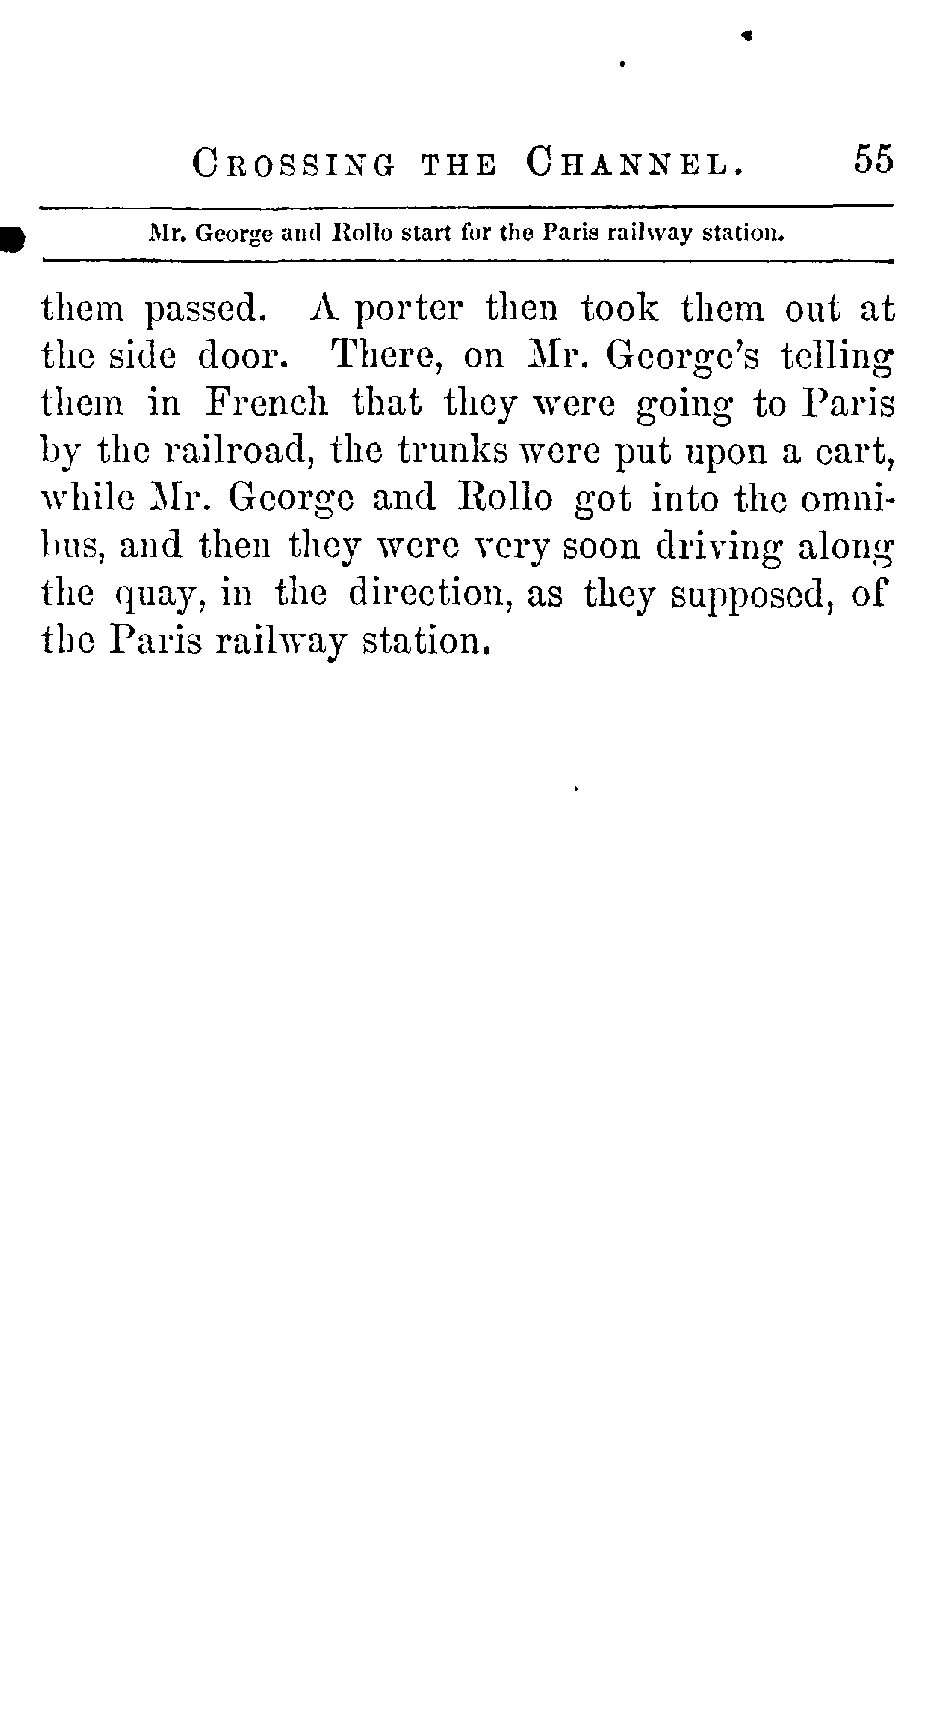 CROSSING THE CHANNEL. 55
Mr. George and Rollo start for the Paris railway station.
them passed. A porter then took them out at
the side door. There, on Mr. George's telling
them in French that they were going to Paris
by the railroad, the trunks were put upon a cart,
while Mr. George and Rollo got into the omni-
bus, and then they were very soon driving along
the quay, in the direction, as they supposed, of
the Paris railway station.